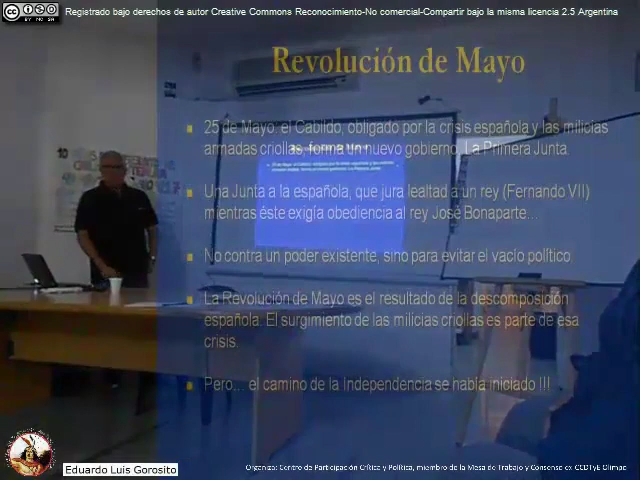 Registrado bajo derechos de autor Creative Commons Reconocimiento-No comercial-Compartir bajo la misma licencia 2.5 Argentina
BY NC SA
Revolución de Mayo
25 de Mayo: el Cabildo, obligado por la crisis española y las milicias
armadas criollas, forma un nuevo gobierno, La Primera Junta.
Una Junta a la española, que jura lealtad a un rey (Fernando VII)
mientras éste exigía obediencia al rey José Bonaparte...
No contra un poder existente, sino para evitar el vacío político
La Revolución de Mayo es el resultado de la descomposición
española. El surgimiento de las milicias criollas es parte de esa
crisis.
Pero... el camino de la Independencia se había iniciado !!!
Eduardo Luis Gorosito
Organiza: Centro de Participación Crítica y Política, miembro de la Mesa de Trabajo y Consenso ex-CCDTyE Olimpo